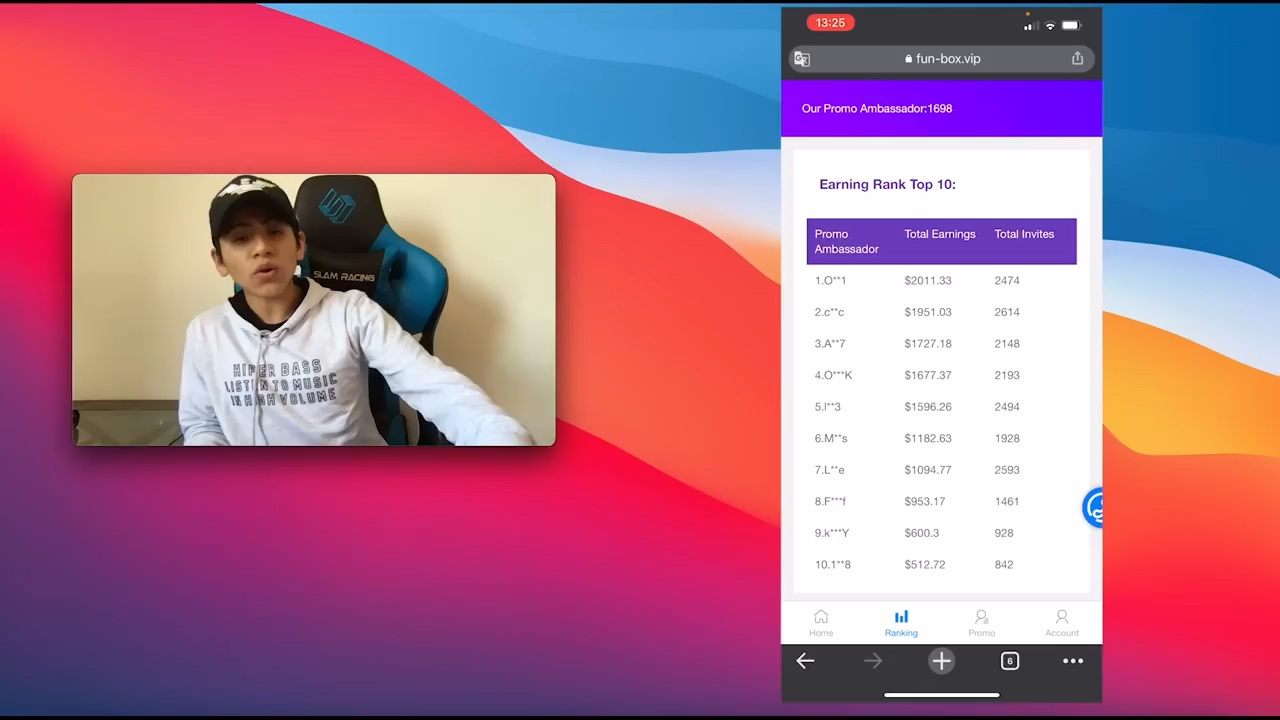 13:25
fun-box.vip
Our Promo Ambassador:1698
Earning Rank Top 10:
Promo Ambassador Total Earnings Total Invites
1.O**1 $2011.33 2474
2.c**c $1951.03 2614
3.A**7 $1727.18 2148
4.O***K $1677.37 2193
5.l**3 $1596.26 2494
6.M**s $1182.63 1928
7.L**e $1094.77 2593
8.F***f $953.17 1461
9.k***Y $600.3 928
10.1**8 $512.72 842
Home Ranking Promo Account
6
SLAM RACING
HIPER BASS
LISTEN TO MUSIC
IN HIGH VOLUME